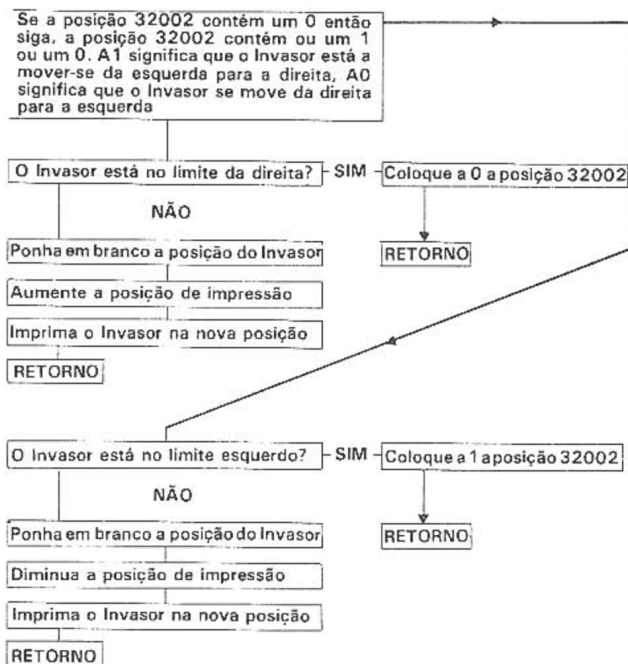 Se a posição 32002 contém um 0 então
siga, a posição 32002 contém ou um 1
ou um 0. A1 significa que o Invasor está a
mover-se da esquerda para a direita, A0
significa que o Invasor se move da direita
para a esquerda
O Invasor está no limite da direita? SIM Coloque a 0 a posição 32002
NÃO
RETORNO
Ponha em branco a posição do Invasor
Aumente a posição de impressão
Imprima o Invasor na nova posição
RETORNO
O Invasor está no limite esquerdo? SIM Coloque a 1 aposição 32002
NÃO
RETORNO
Ponha em branco a posição do Invasor
Diminua a posição de impressão
Imprima o Invasor na nova posição
RETORNO